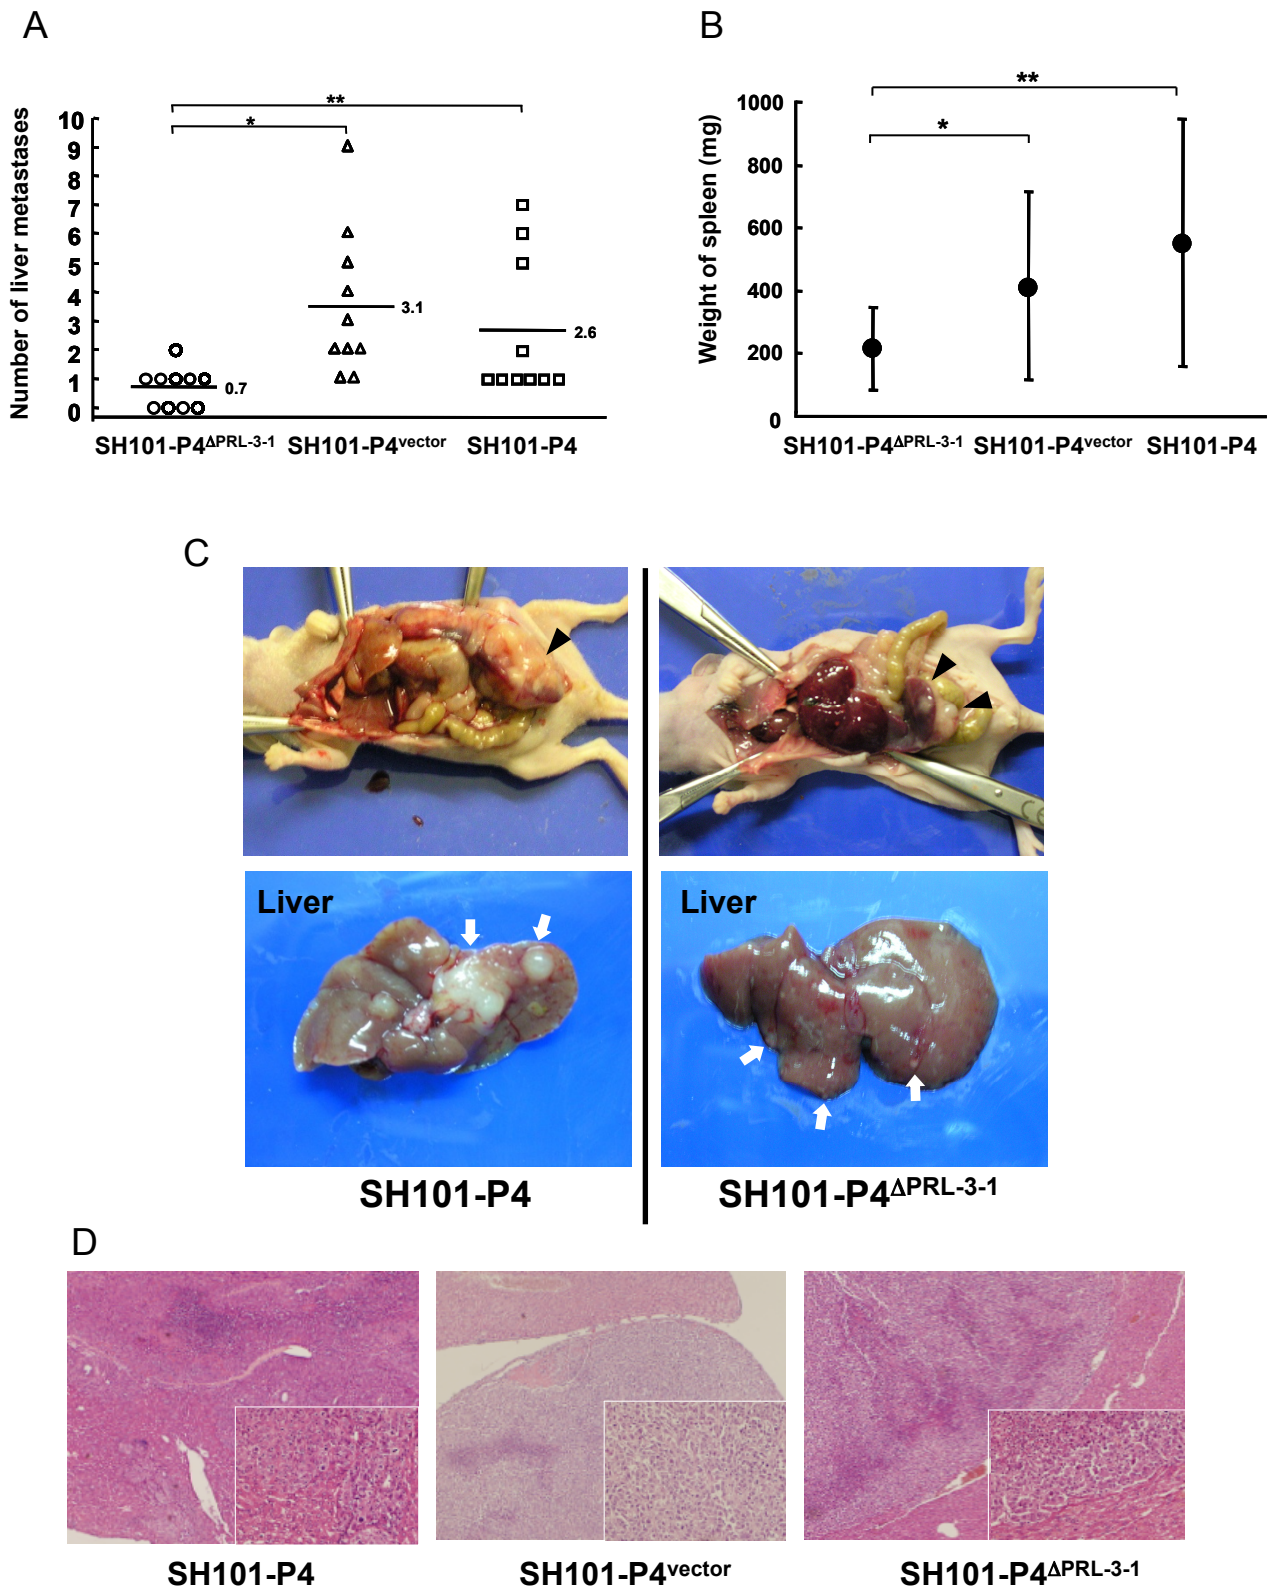 A
B
Number of liver metastases
10
9
8
7
6
5
4
3
2
1
0
*
**
0.7
3.1
2.6
SH101-P4ΔPRL-3-1
SH101-P4vector
SH101-P4
Weight of spleen (mg)
1000
800
600
400
200
0
*
**
SH101-P4ΔPRL-3-1
SH101-P4vector
SH101-P4
C
Liver
Liver
SH101-P4
SH101-P4ΔPRL-3-1
D
SH101-P4
SH101-P4vector
SH101-P4ΔPRL-3-1